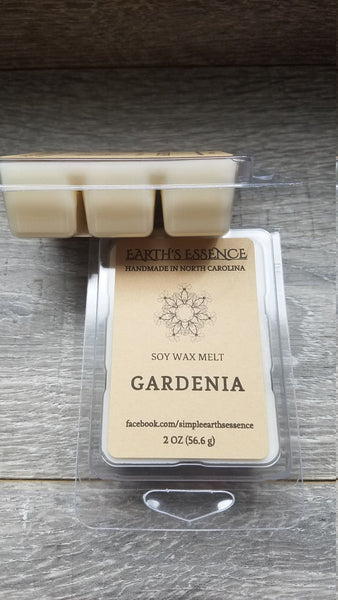 EARTH'S ESSENCE
HANDMADE IN NORTH CAROLINA
SOY WAX MELT
GARDENIA
facebook.com/simpleearthsessence
2 OZ (56.6 g)